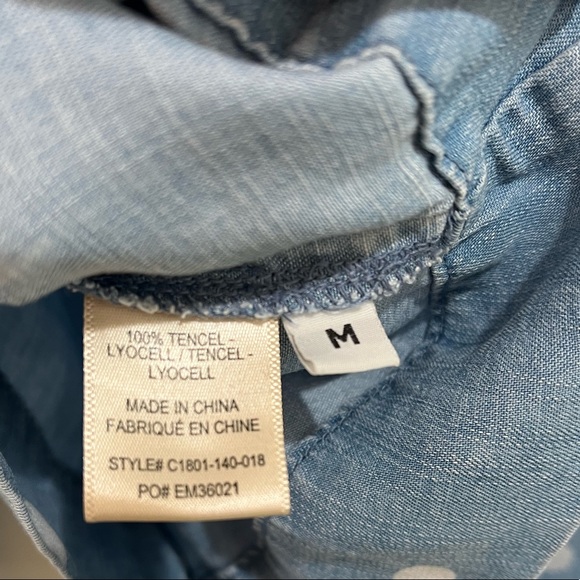 100% TENCEL -
LYOCELL / TENCEL -
LYOCELL
MADE IN CHINA
FABRIQUÉ EN CHINE
STYLE# C1801-140-018
PO# EM36021
M